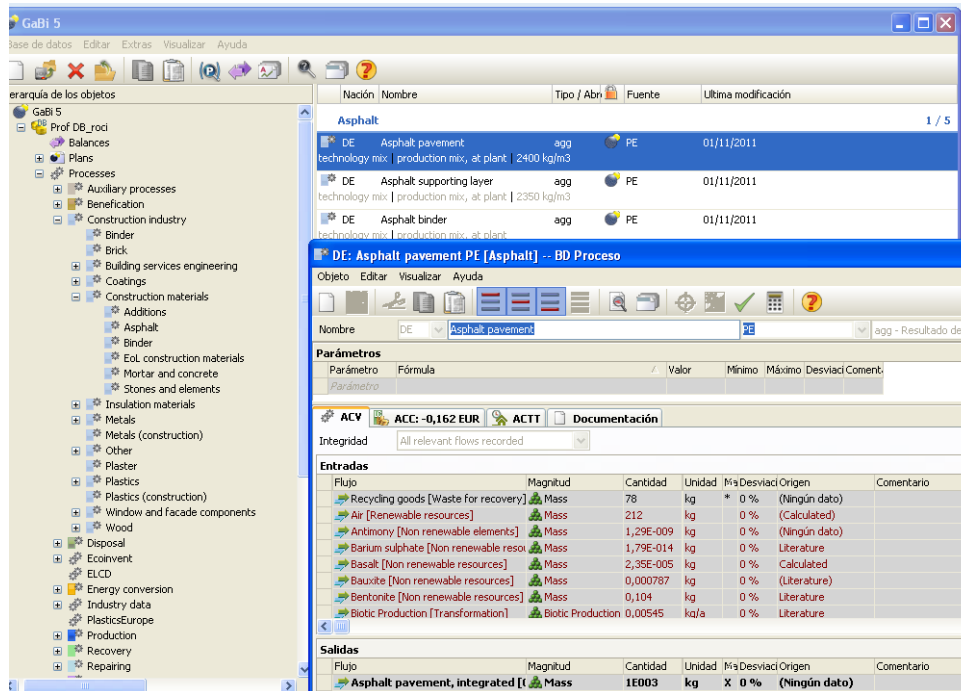 GaBi 5
Base de datos Editar Extras Visualizar Ayuda
erarquía de los objetos
GaBi 5
Prof DB_roci
Balances
Plans
Processes
Auxiliary processes
Benefication
Construction industry
Binder
Brick
Building services engineering
Coatings
Construction materials
Additions
Asphalt
Binder
EoL construction materials
Mortar and concrete
Stones and elements
Insulation materials
Metals
Metals (construction)
Other
Plaster
Plastics
Plastics (construction)
Window and facade components
Wood
Disposal
Ecoinvent
ELCD
Energy conversion
Industry data
PlasticsEurope
Production
Recovery
Repairing
Nación Nombre Tipo / Abr Fuente Ultima modificación
Asphalt 1 / 5
DE Asphalt pavement agg PE 01/11/2011
technology mix | production mix, at plant | 2400 kg/m3
DE Asphalt supporting layer agg PE 01/11/2011
technology mix | production mix, at plant | 2350 kg/m3
DE Asphalt binder agg PE 01/11/2011
technology mix | production mix, at plant
DE: Asphalt pavement PE [Asphalt] -- BD Proceso
Objeto Editar Visualizar Ayuda
Nombre DE Asphalt pavement PE agg - Resultado de
Parámetros
Parámetro Fórmula Valor Mínimo Máximo Desviaci Coment.
Parámetro
ACV ACC: -0,162 EUR ACTT Documentación
Integridad All relevant flows recorded
Entradas
Flujo Magnitud Cantidad Unidad Desviaci Origen Comentario
Recycling goods [Waste for recovery] Mass 78 kg * 0 % (Ningún dato)
Air [Renewable resources] Mass 212 kg 0 % (Calculated)
Antimony [Non renewable elements] Mass 1,29E-009 kg 0 % (Ningún dato)
Barium sulphate [Non renewable resou Mass 1,79E-014 kg 0 % Literature
Basalt [Non renewable resources] Mass 2,35E-005 kg 0 % Calculated
Bauxite [Non renewable resources] Mass 0,000787 kg 0 % (Literature)
Bentonite [Non renewable resources] Mass 0,104 kg 0 % Literature
Biotic Production [Transformation] Biotic Production 0,00545 kg/a 0 % Literature
Salidas
Flujo Magnitud Cantidad Unidad Desviaci Origen Comentario
Asphalt pavement, integrated [( Mass 1E003 kg X 0 % (Ningún dato)